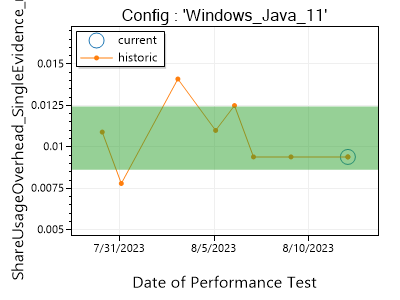 Config : 'Windows_Java_11'
current
historic
0.015
0.0125
0.01
0.0075
0.005
ShareUsageOverhead_SingleEvidence_
7/31/2023
8/5/2023
8/10/2023
Date of Performance Test